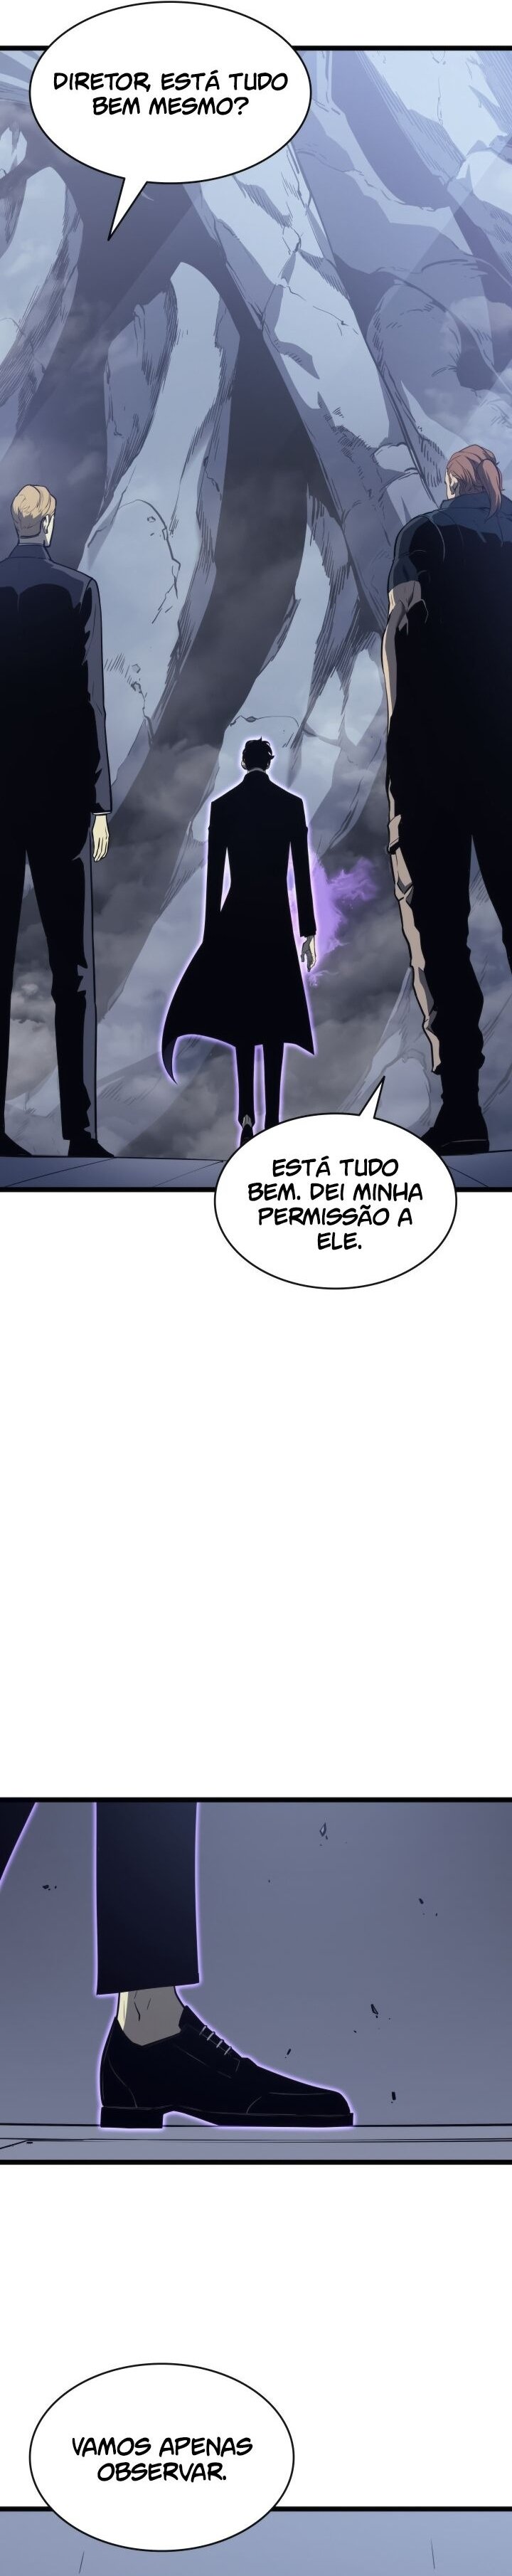 DIRETOR, ESTÁ TUDO
BEM MESMO?
ESTÁ TUDO
BEM. DEI MINHA
PERMISSÃO A
ELE.
VAMOS APENAS
OBSERVAR.